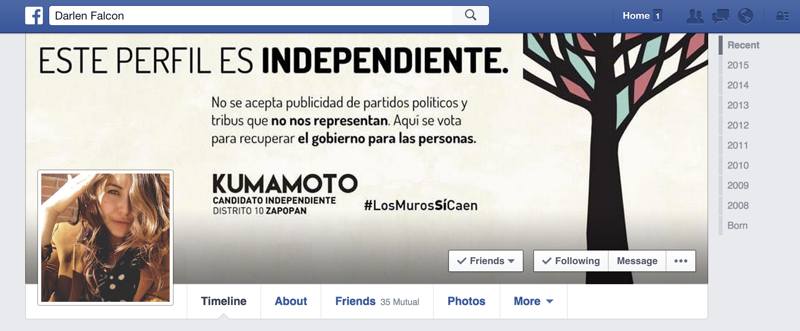 f
Darlen Falcon
Home 1
ESTE PERFIL ES INDEPENDIENTE.
No se acepta publicidad de partidos políticos y
tribus que no nos representan. Aquí se vota
para recuperar el gobierno para las personas.
KUMAMOTO
CANDIDATO INDEPENDIENTE
DISTRITO 10 ZAPOPAN
#LosMurosSíCaen
Friends
Following
Message
Timeline
About
Friends 35 Mutual
Photos
More
Recent
2015
2014
2013
2012
2011
2010
2009
2008
Born